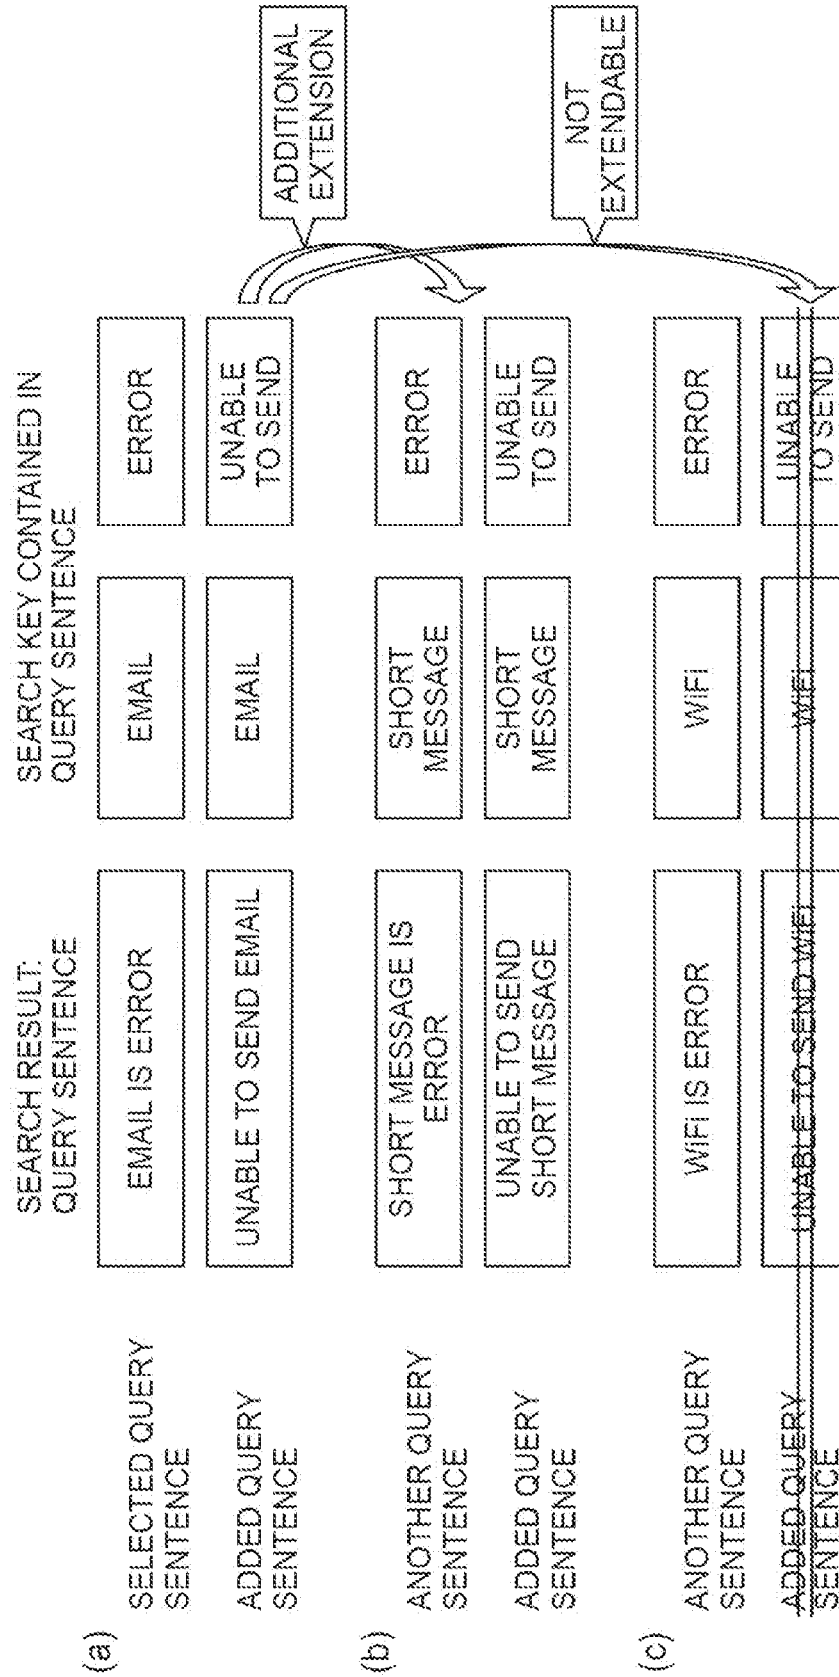 SEARCH RESULT:
QUERY SENTENCE
SEARCH KEY CONTAINED IN
QUERY SENTENCE
(a)
SELECTED QUERY
SENTENCE
EMAIL IS ERROR
EMAIL
ERROR
ADDED QUERY
SENTENCE
UNABLE TO SEND EMAIL
EMAIL
UNABLE
TO SEND
ADDITIONAL
EXTENSION
(b)
ANOTHER QUERY
SENTENCE
SHORT MESSAGE IS
ERROR
SHORT
MESSAGE
ERROR
ADDED QUERY
SENTENCE
UNABLE TO SEND
SHORT MESSAGE
SHORT
MESSAGE
UNABLE
TO SEND
NOT
EXTENDABLE
(c)
ANOTHER QUERY
SENTENCE
WiFi IS ERROR
WiFi
ERROR
ADDED QUERY
SENTENCE
UNABLE TO SEND WIFI
WIFI
UNABLE
TO SEND